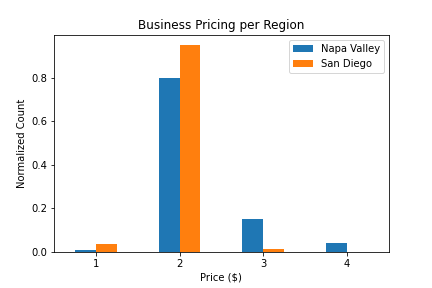 Business Pricing per Region
Napa Valley
San Diego
Normalized Count
0.8
0.6
0.4
0.2
0.0
1 2 3 4
Price ($)